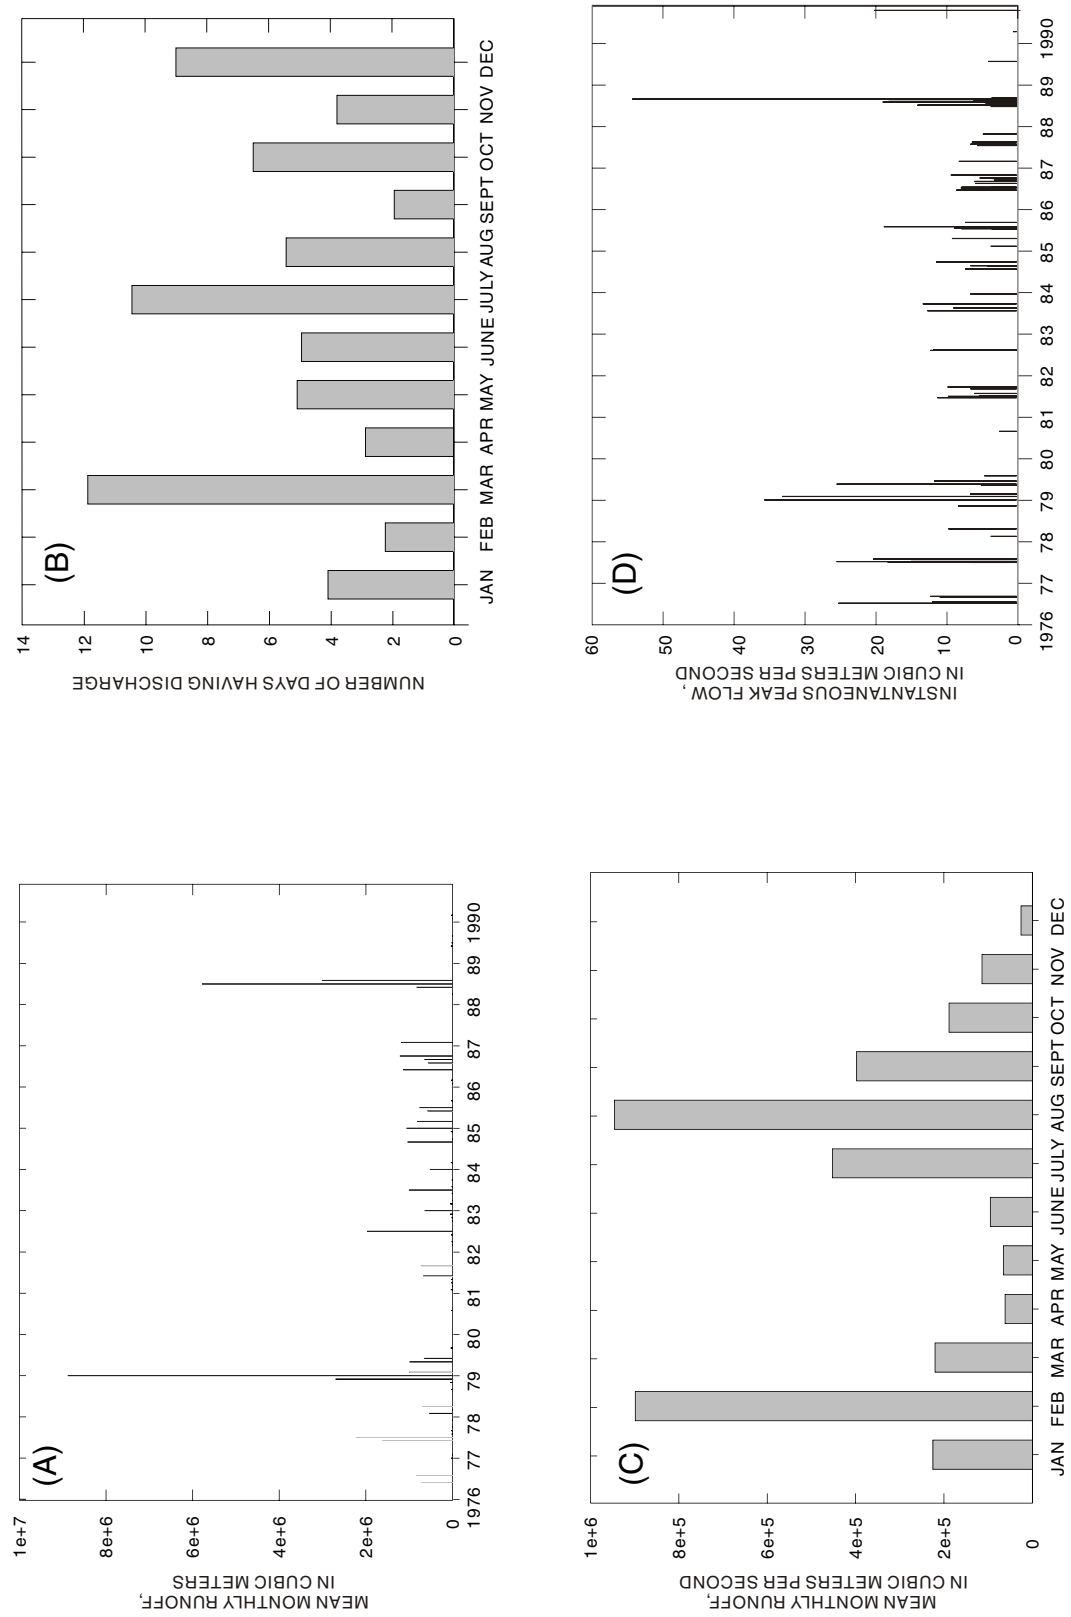 (A)
MEAN MONTHLY RUNOFF,
IN CUBIC METERS
1e+7
8e+6
6e+6
4e+6
2e+6
0
1976 77 78 79 80 81 82 83 84 85 86 87 88 89 1990
(B)
NUMBER OF DAYS HAVING DISCHARGE
14
12
10
8
6
4
2
0
JAN FEB MAR APR MAY JUNE JULY AUG SEPT OCT NOV DEC
(C)
MEAN MONTHLY RUNOFF,
IN CUBIC METERS PER SECOND
1e+6
8e+5
6e+5
4e+5
2e+5
0
JAN FEB MAR APR MAY JUNE JULY AUG SEPT OCT NOV DEC
(D)
INSTANTANEOUS PEAK FLOW,
IN CUBIC METERS PER SECOND
60
50
40
30
20
10
0
1976 77 78 79 80 81 82 83 84 85 86 87 88 89 1990